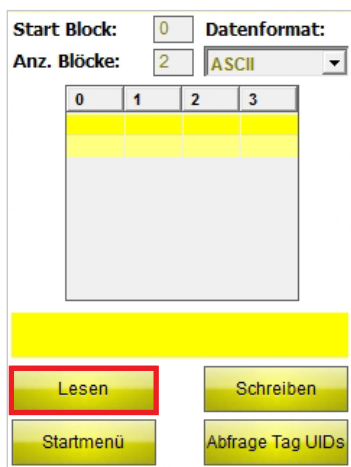 Start Block: 0 Datenformat:
Anz. Blöcke: 2 ASCII
0 1 2 3
Lesen Schreiben
Startmenü Abfrage Tag UIDs